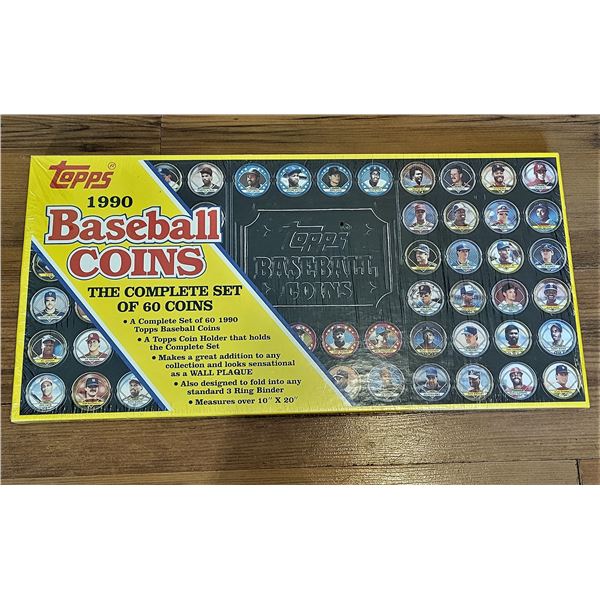 Topps®
1990
Baseball
COINS
THE COMPLETE SET
OF 60 COINS
• A Complete Set of 60 1990
Topps Baseball Coins
• A Topps Coin Holder that holds
the Complete Set
• Makes a great addition to any
collection and looks sensational
as a WALL PLAQUE
• Also designed to fold into any
standard 3 Ring Binder
• Measures over 10" X 20"
Topps
BASEBALL
COINS